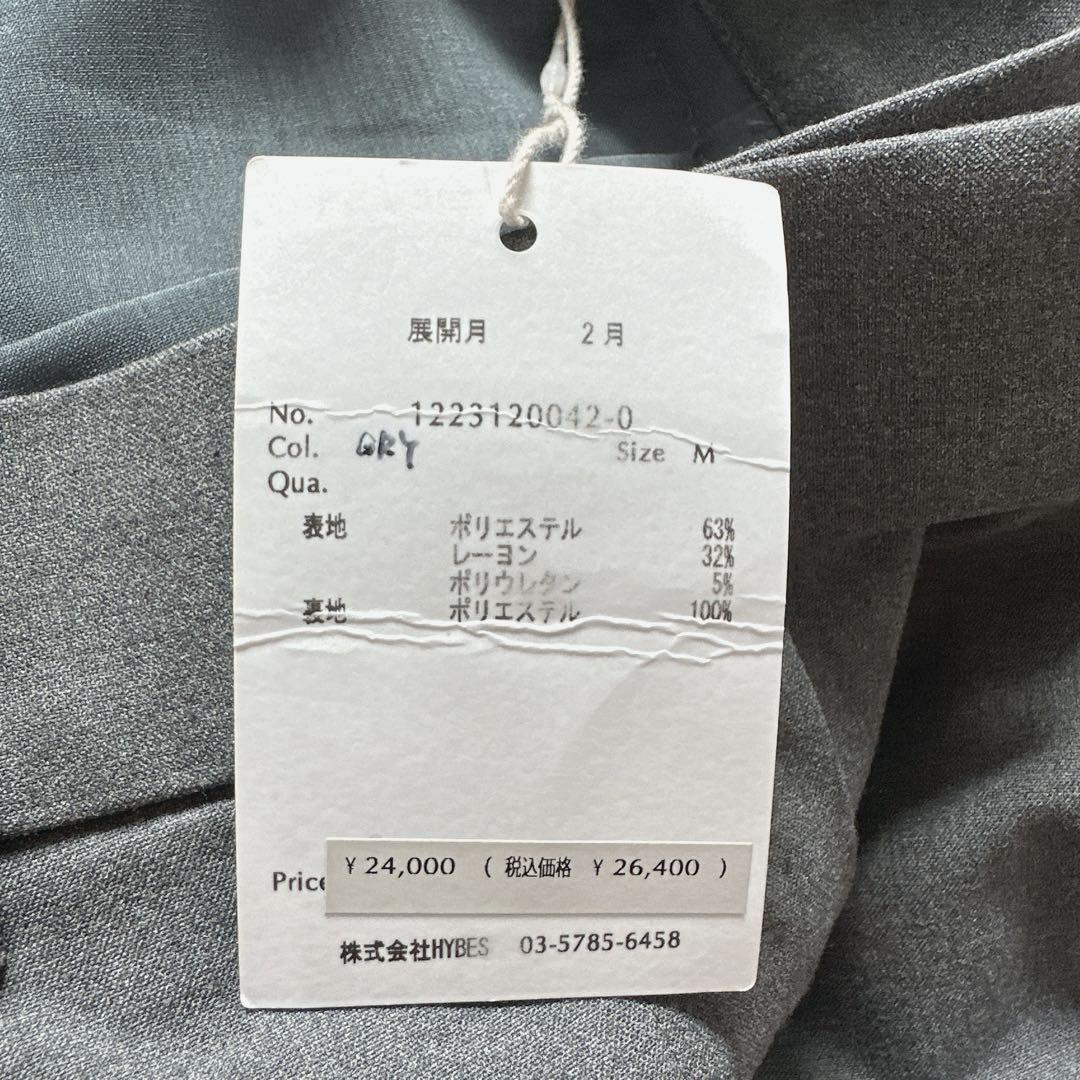 展開月 2月
No. 1223120042-0
Col. GRY Size M
Qua.
表地 ポリエステル 63%
レーヨン 32%
ポリウレタン 5%
裏地 ポリエステル 100%
Price ¥24,000 ( 税込価格 ¥26,400 )
株式会社HYBES 03-5785-6458